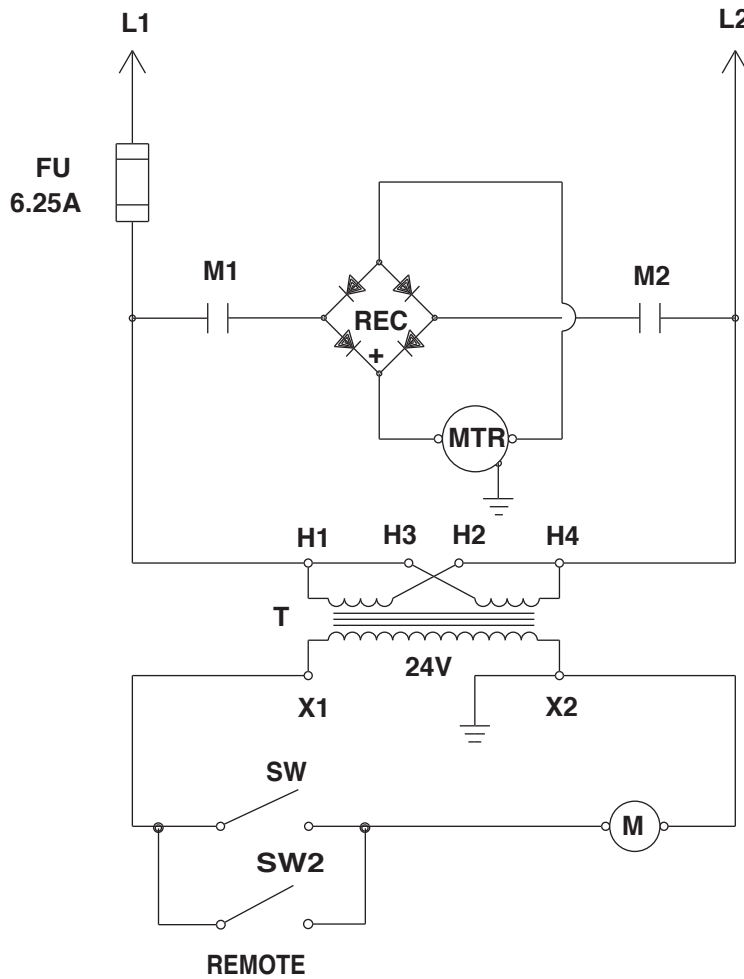 L1
L2
FU
6.25A
M1
M2
REC
+
MTR
H1
H3
H2
H4
T
24V
X1
X2
SW
M
SW2
REMOTE